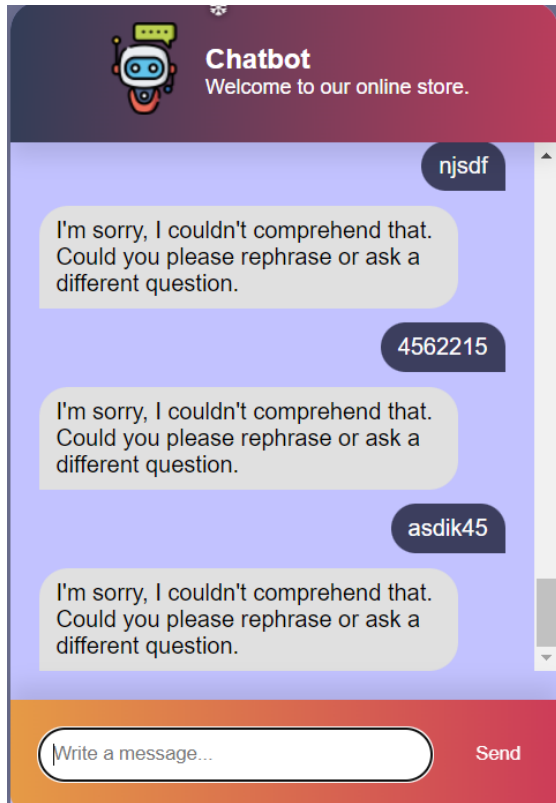 Chatbot
Welcome to our online store.
njsdf
I'm sorry, I couldn't comprehend that.
Could you please rephrase or ask a
different question.
4562215
I'm sorry, I couldn't comprehend that.
Could you please rephrase or ask a
different question.
asdik45
I'm sorry, I couldn't comprehend that.
Could you please rephrase or ask a
different question.
Write a message...
Send